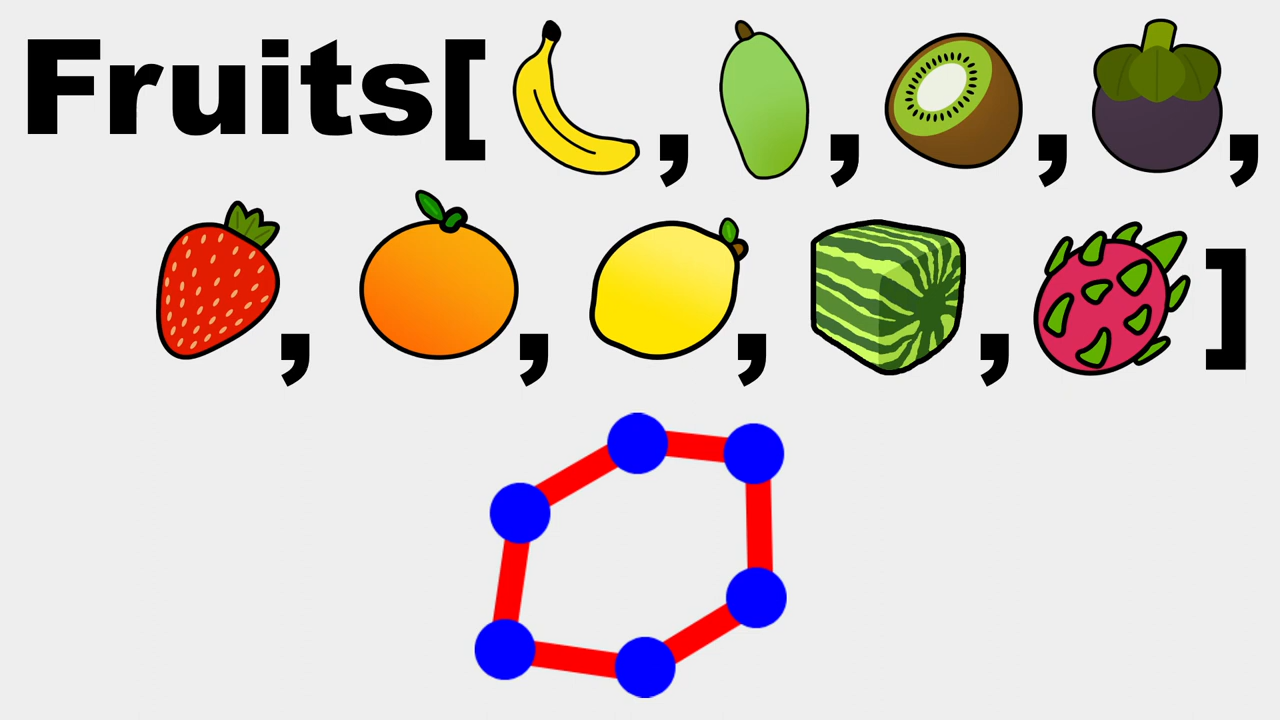 Fruits[ , , , ,
, , , , ]